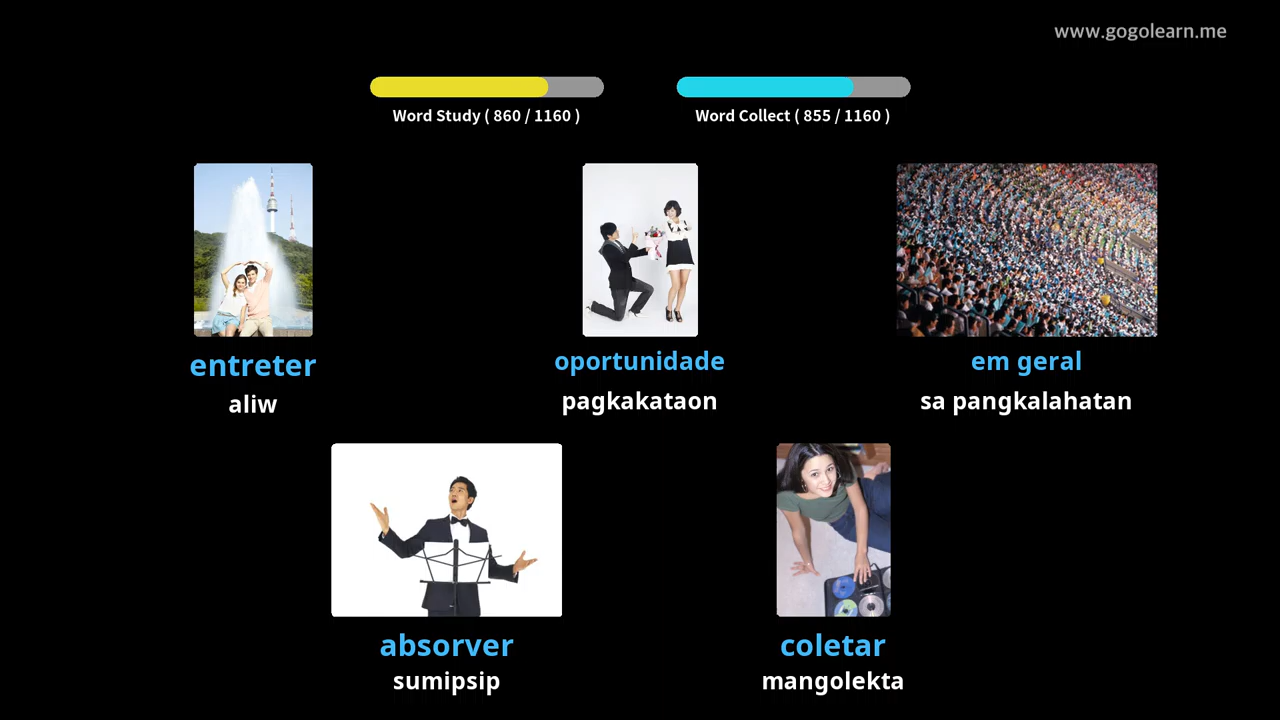 www.gogolearn.me
Word Study ( 860 / 1160 )
Word Collect ( 855 / 1160 )
entreter
aliw
oportunidade
pagkakataon
em geral
sa pangkalahatan
absorver
sumipsip
coletar
mangolekta